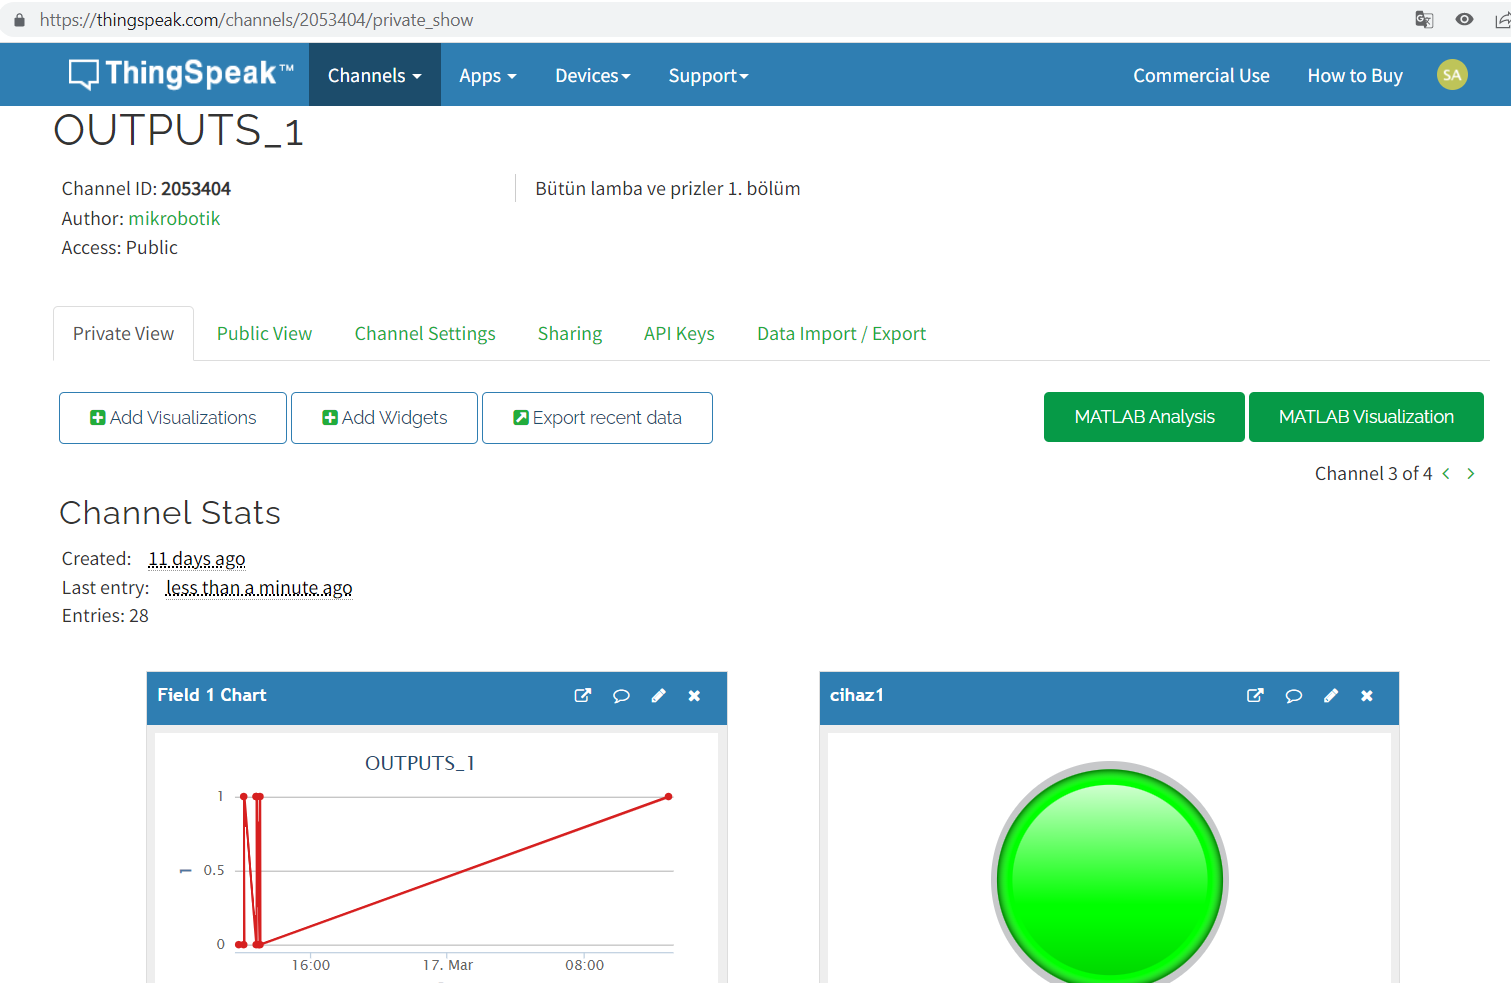 https://thingspeak.com/channels/2053404/private_show
ThingSpeak™ Channels Apps Devices Support Commercial Use How to Buy SA
OUTPUTS_1
Channel ID: 2053404
Author: mikrobotik
Access: Public
Bütün lamba ve prizler 1. bölüm
Private View Public View Channel Settings Sharing API Keys Data Import / Export
Add Visualizations Add Widgets Export recent data MATLAB Analysis MATLAB Visualization
Channel 3 of 4
Channel Stats
Created: 11 days ago
Last entry: less than a minute ago
Entries: 28
Field 1 Chart
OUTPUTS_1
1
1
0.5
0
16:00 17. Mar 08:00
cihaz1